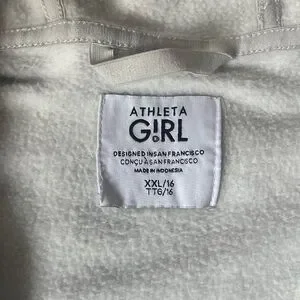 ATHLETA
G!RL
DESIGNED IN SAN FRANCISCO
CONÇU À SAN FRANCISCO
MADE IN INDONESIA
XXL/16
TTG/16